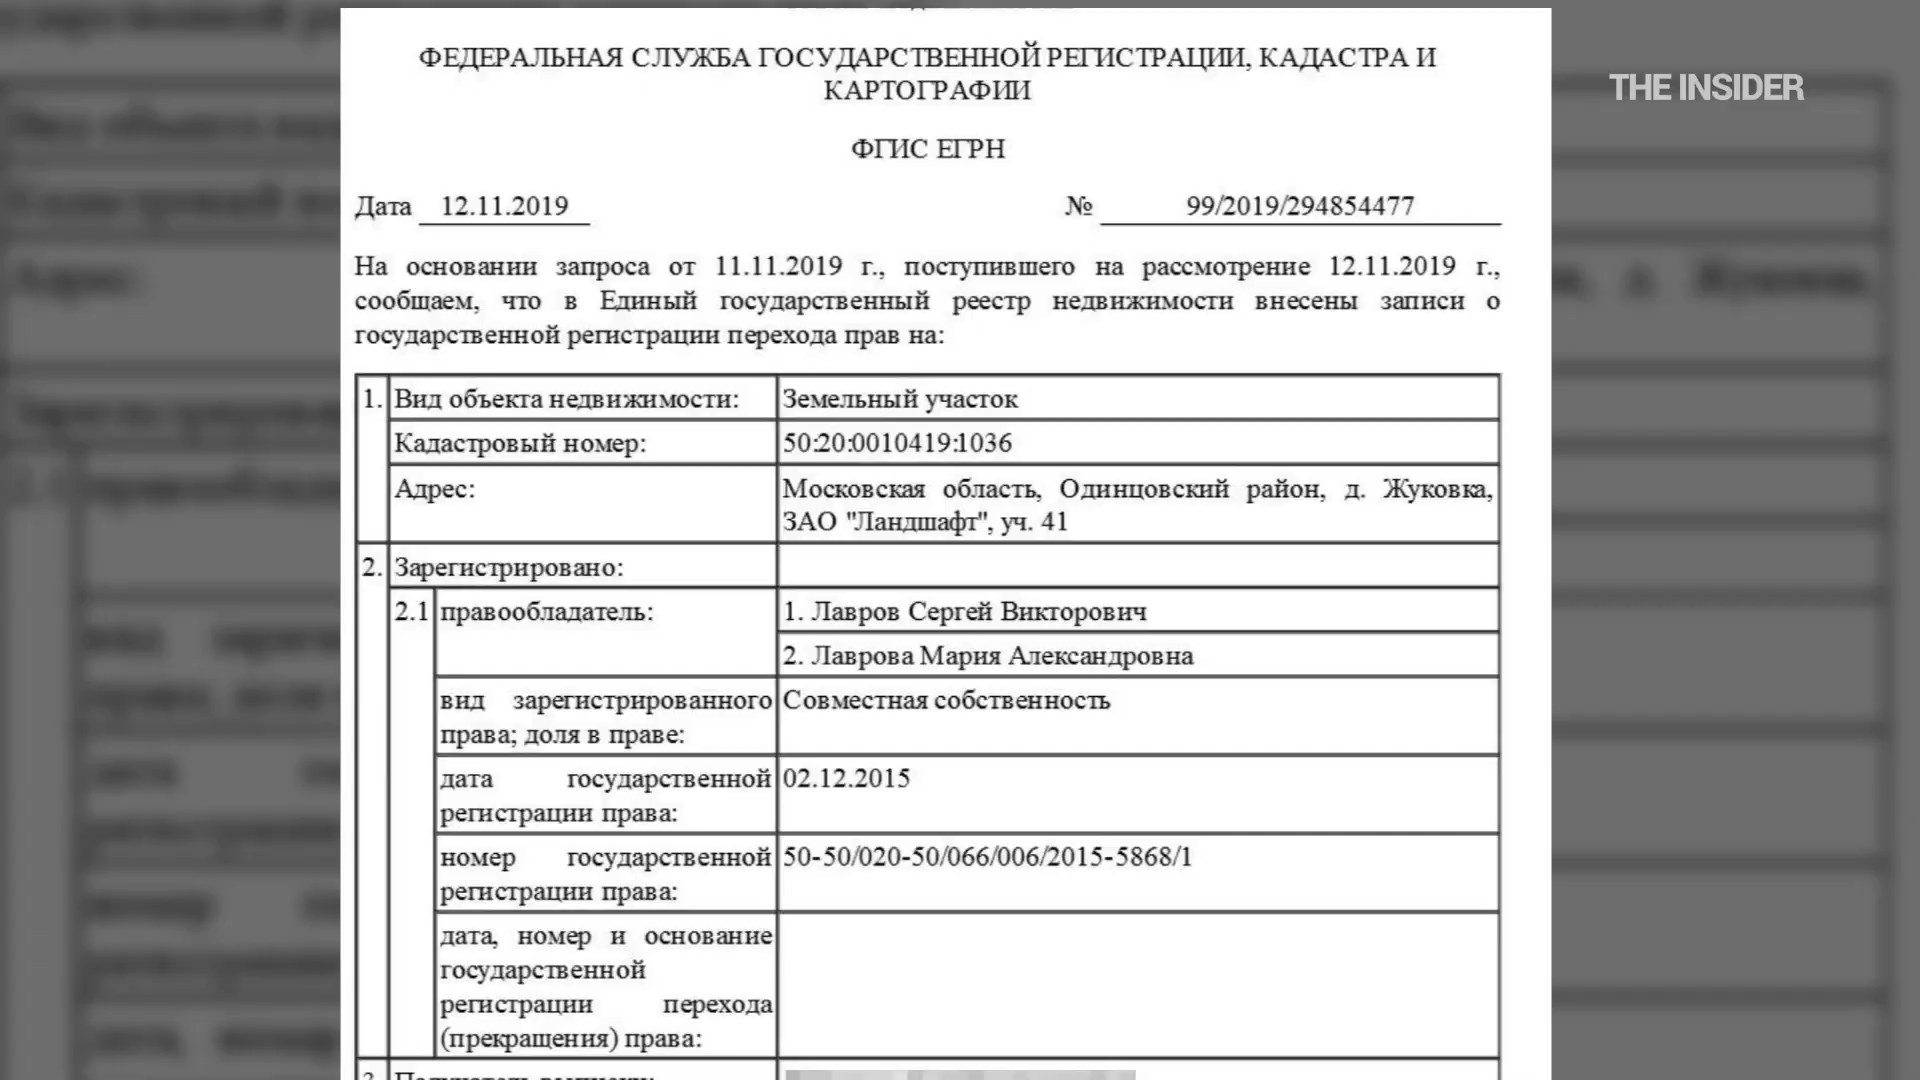 ФЕДЕРАЛЬНАЯ СЛУЖБА ГОСУДАРСТВЕННОЙ РЕГИСТРАЦИИ, КАДАСТРА И
КАРТОГРАФИИ
THE INSIDER
ФГИС ЕГРН
Дата 12.11.2019 № 99/2019/294854477
На основании запроса от 11.11.2019 г., поступившего на рассмотрение 12.11.2019 г.,
сообщаем, что в Единый государственный реестр недвижимости внесены записи о
государственной регистрации перехода прав на:
1. Вид объекта недвижимости: Земельный участок
Кадастровый номер: 50:20:0010419:1036
Адрес: Московская область, Одинцовский район, д. Жуковка,
ЗАО "Ландшафт", уч. 41
2. Зарегистрировано:
2.1 правообладатель: 1. Лавров Сергей Викторович
2. Лаврова Мария Александровна
вид зарегистрированного Совместная собственность
права; доля в праве:
дата государственной 02.12.2015
регистрации права:
номер государственной 50-50/020-50/066/006/2015-5868/1
регистрации права:
дата, номер и основание
государственной
регистрации перехода
(прекращения) права:
3. Получатель выписки: